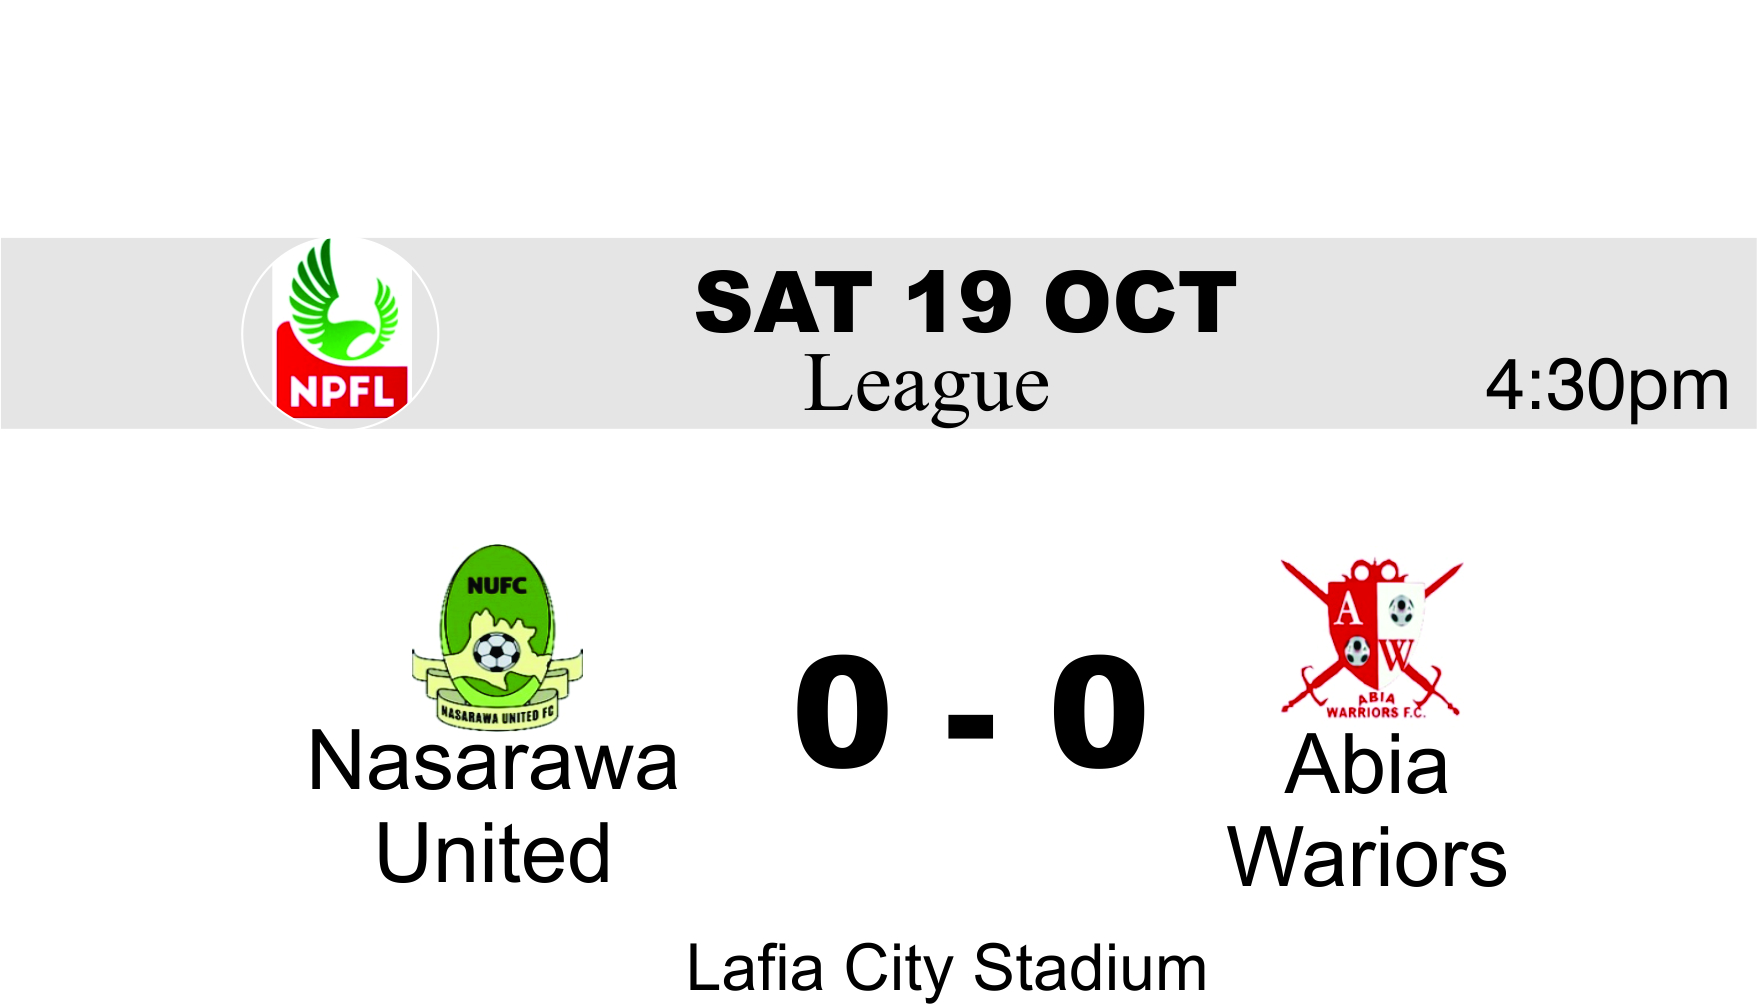 SAT 19 OCT
League
4:30pm
NPFL
NUFC
NASARAWA UNITED FC
Nasarawa
United
0 - 0
A
W
ABIA
WARRIORS F.C.
Abia
Wariors
Lafia City Stadium